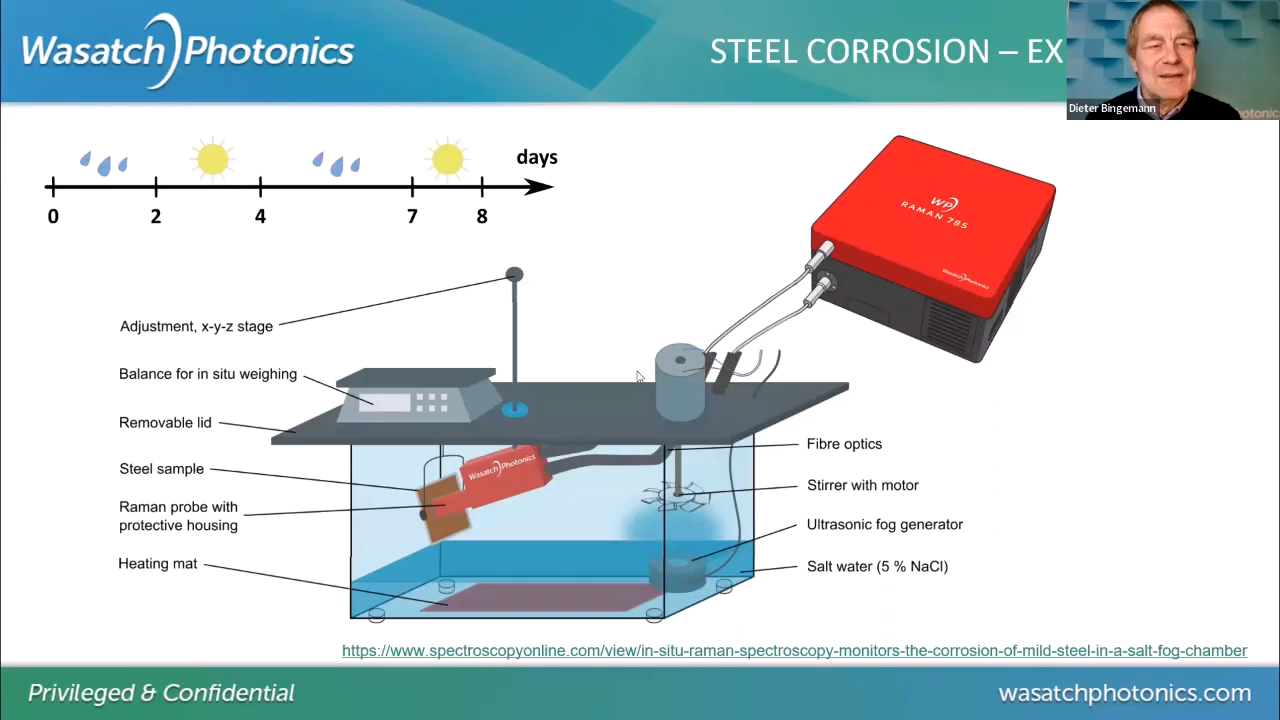 Wasatch Photonics
STEEL CORROSION – EX
Dieter Bingemann
days
0 2 4 7 8
WP
RAMAN 785
Wasatch Photonics
Adjustment, x-y-z stage
Balance for in situ weighing
Removable lid
Steel sample
Raman probe with
protective housing
Heating mat
Wasatch Photonics
Fibre optics
Stirrer with motor
Ultrasonic fog generator
Salt water (5 % NaCl)
https://www.spectroscopyonline.com/view/in-situ-raman-spectroscopy-monitors-the-corrosion-of-mild-steel-in-a-salt-fog-chamber
Privileged & Confidential
wasatchphotonics.com